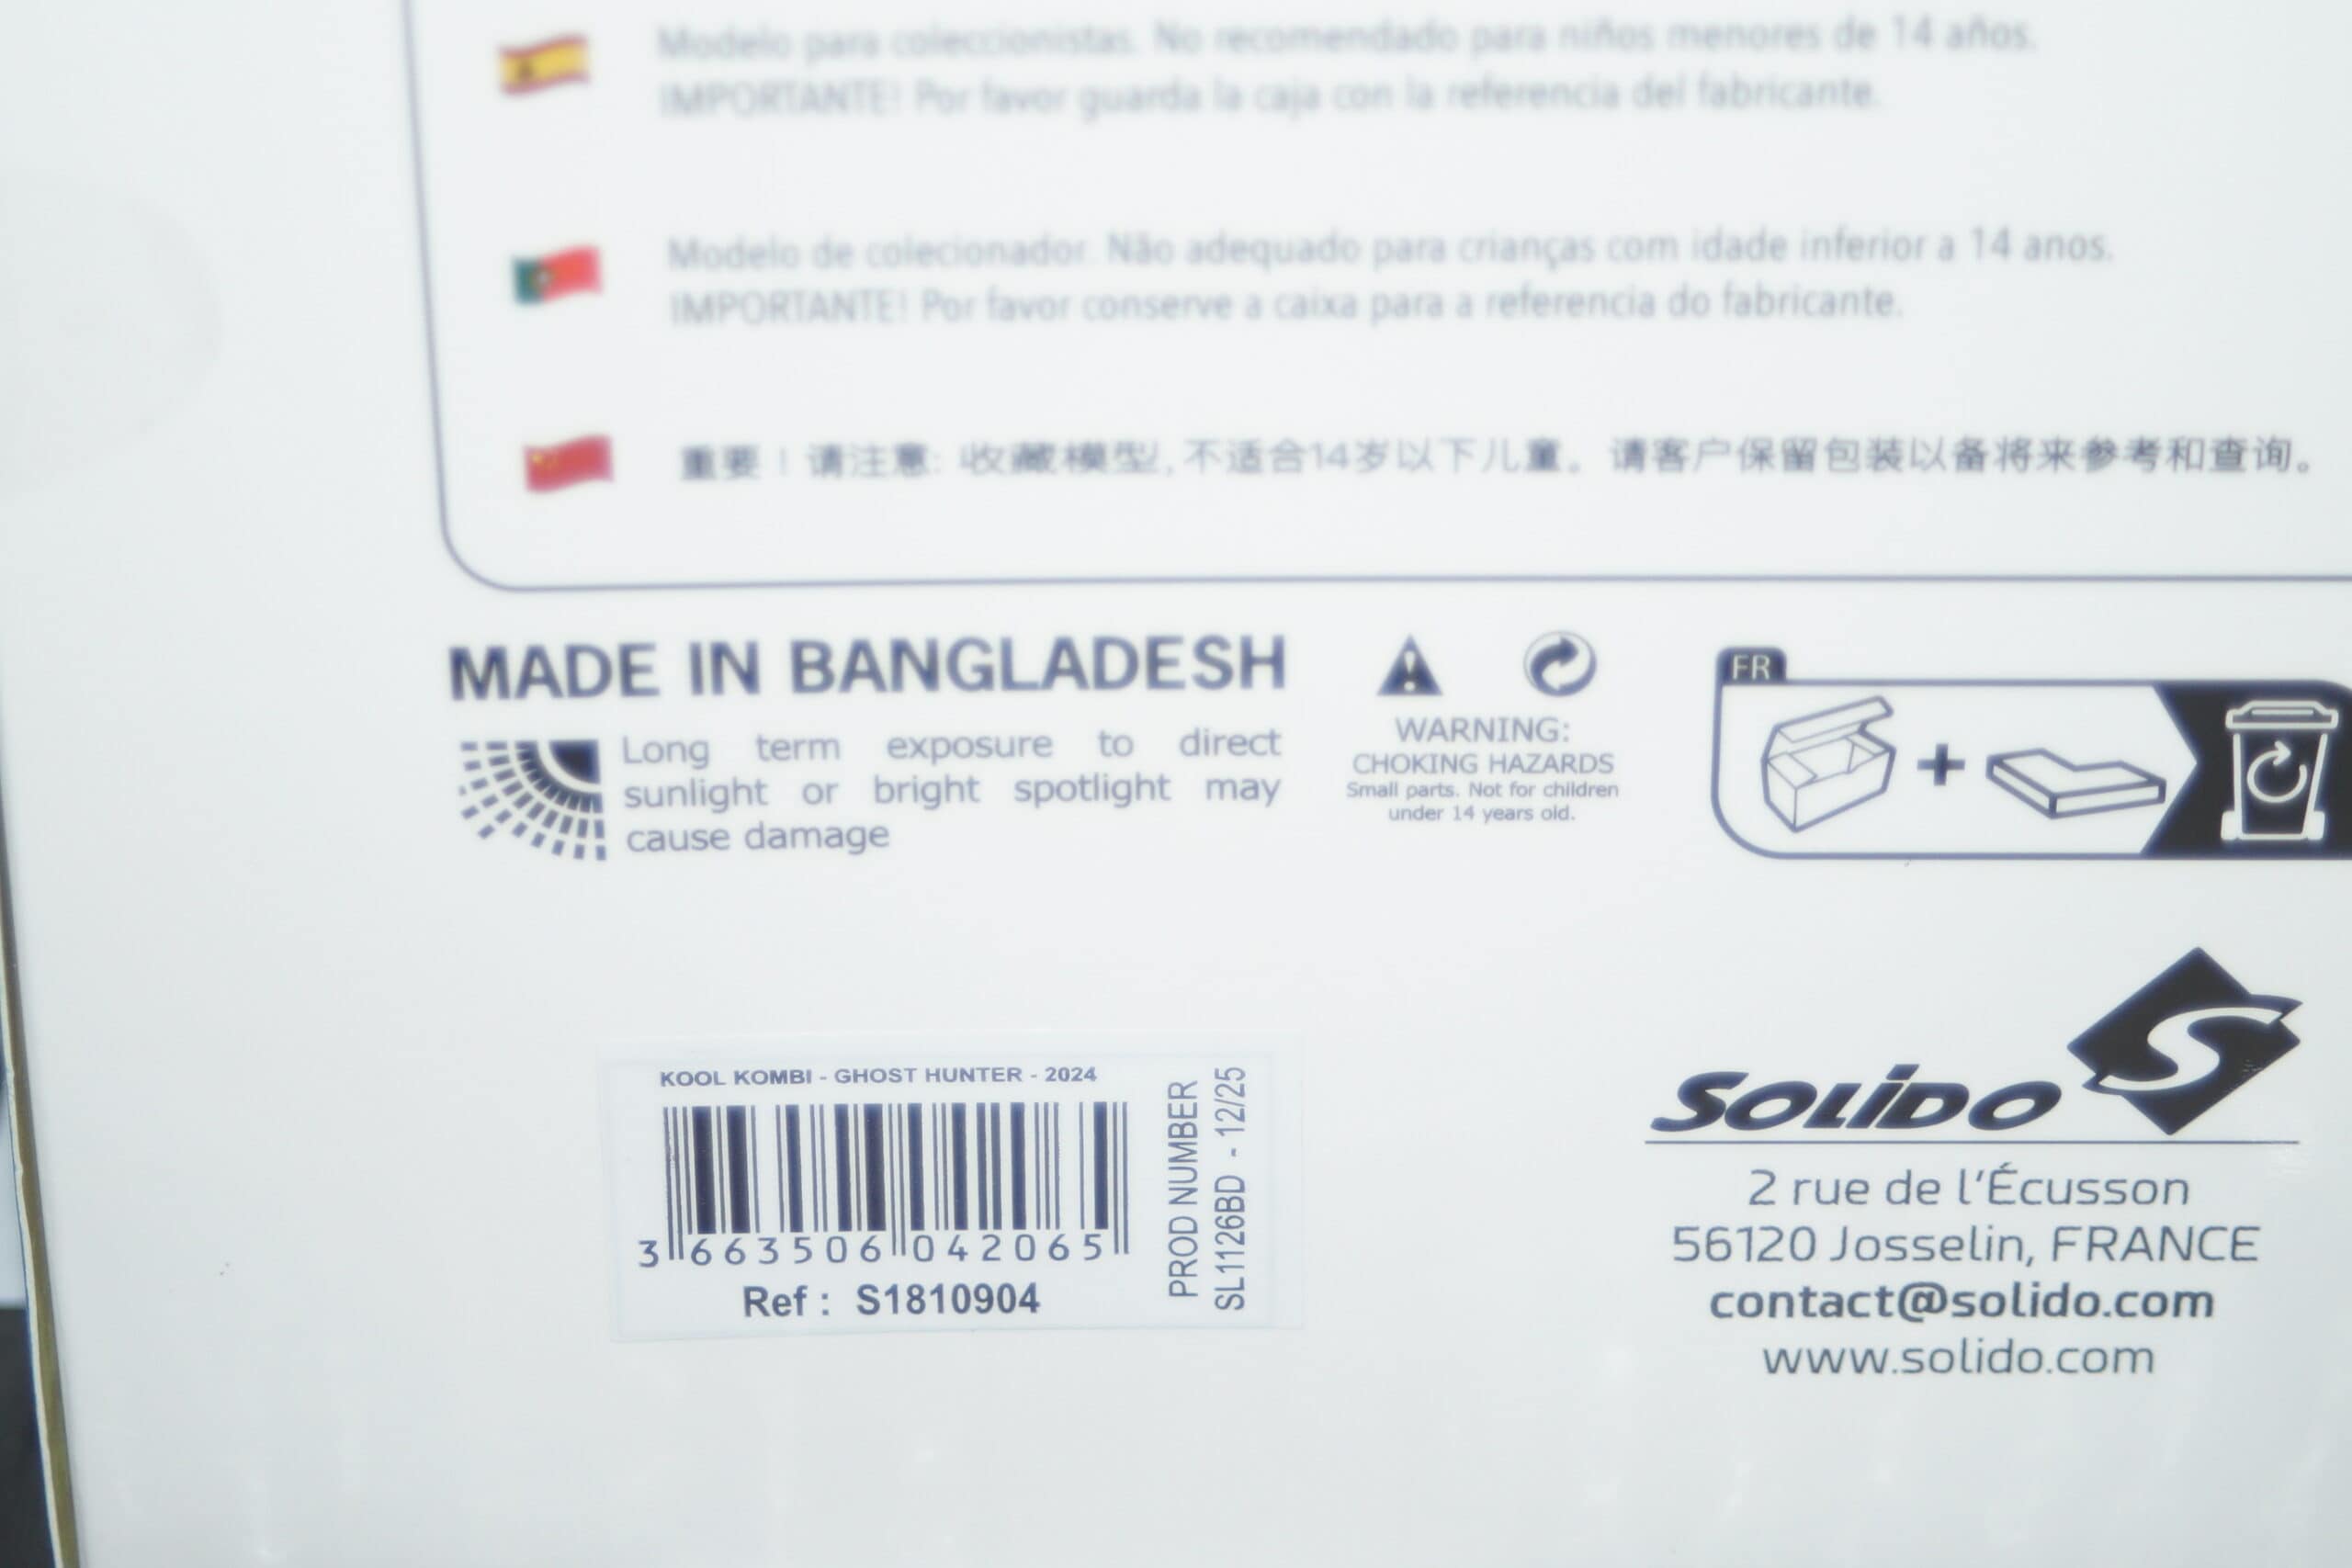 Modelo para coleccionistas. No recomendado para niños menores de 14 años.
IMPORTANTE! Por favor guarda la caja con la referencia del fabricante.
Modelo de colecionador. Não adequado para crianças com idade inferior a 14 anos.
IMPORTANTE! Por favor conserve a caixa para a referencia do fabricante.
重要！请注意: 收藏模型, 不适合14岁以下儿童。请客户保留包装以备将来参考和查询。
MADE IN BANGLADESH
Long term exposure to direct
sunlight or bright spotlight may
cause damage
WARNING:
CHOKING HAZARDS
Small parts. Not for children
under 14 years old.
FR
KOOL KOMBI - GHOST HUNTER - 2024
3 663506 042065
Ref : S1810904
PROD NUMBER
SL1126BD - 12/25
SOLIDO S
2 rue de l'Écusson
56120 Josselin, FRANCE
contact@solido.com
www.solido.com